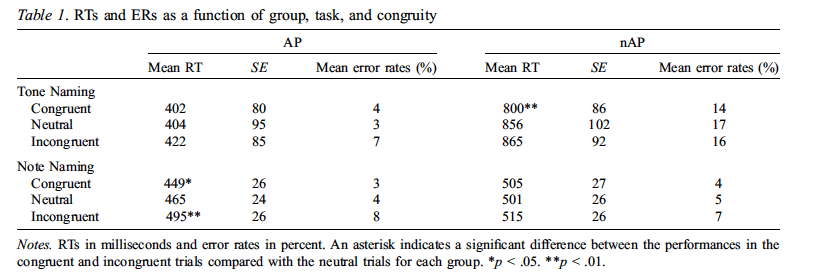 Table 1. RTs and ERs as a function of group, task, and congruity
AP nAP
Mean RT SE Mean error rates (%) Mean RT SE Mean error rates (%)
Tone Naming
Congruent 402 80 4 800** 86 14
Neutral 404 95 3 856 102 17
Incongruent 422 85 7 865 92 16
Note Naming
Congruent 449* 26 3 505 27 4
Neutral 465 24 4 501 26 5
Incongruent 495** 26 8 515 26 7
Notes. RTs in milliseconds and error rates in percent. An asterisk indicates a significant difference between the performances in the
congruent and incongruent trials compared with the neutral trials for each group. *p < .05. **p < .01.